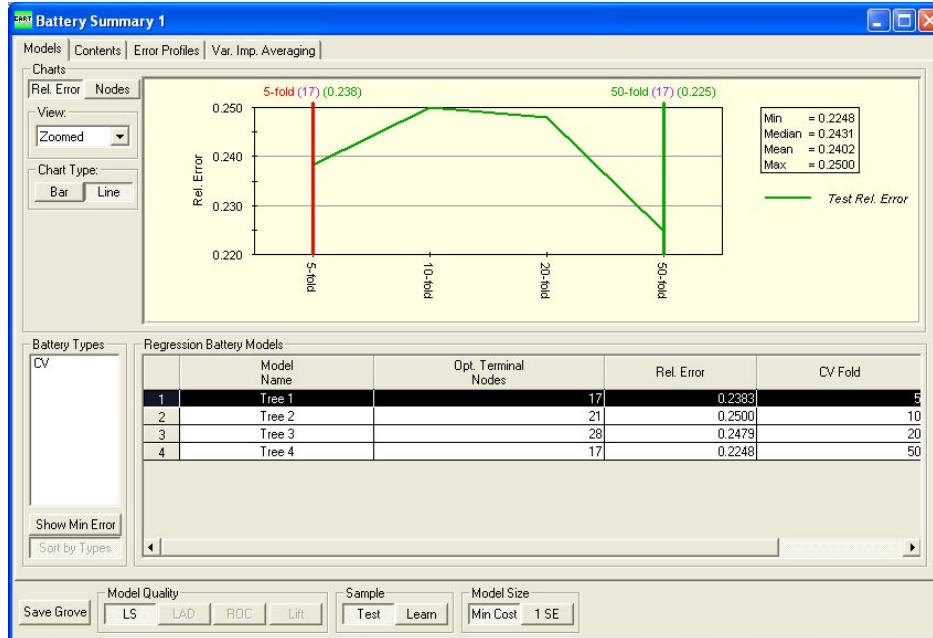 CART Battery Summary 1
Models Contents Error Profiles Var. Imp. Averaging
Charts
Rel. Error Nodes
View:
Zoomed
Chart Type:
Bar Line
5-fold (17) (0.238) 50-fold (17) (0.225)
0.250
0.240
0.230
0.220
Rel. Error
5-fold 10-fold 20-fold 50-fold
Min = 0.2248
Median = 0.2431
Mean = 0.2402
Max = 0.2500
Test Rel. Error
Battery Types
CV
Show Min Error
Sort by Types
Regression Battery Models
Model Name Opt. Terminal Nodes Rel. Error CV Fold
1 Tree 1 17 0.2383 5
2 Tree 2 21 0.2500 10
3 Tree 3 28 0.2479 20
4 Tree 4 17 0.2248 50
Save Grove
Model Quality
LS LAD ROC Lift
Sample
Test Learn
Model Size
Min Cost 1 SE